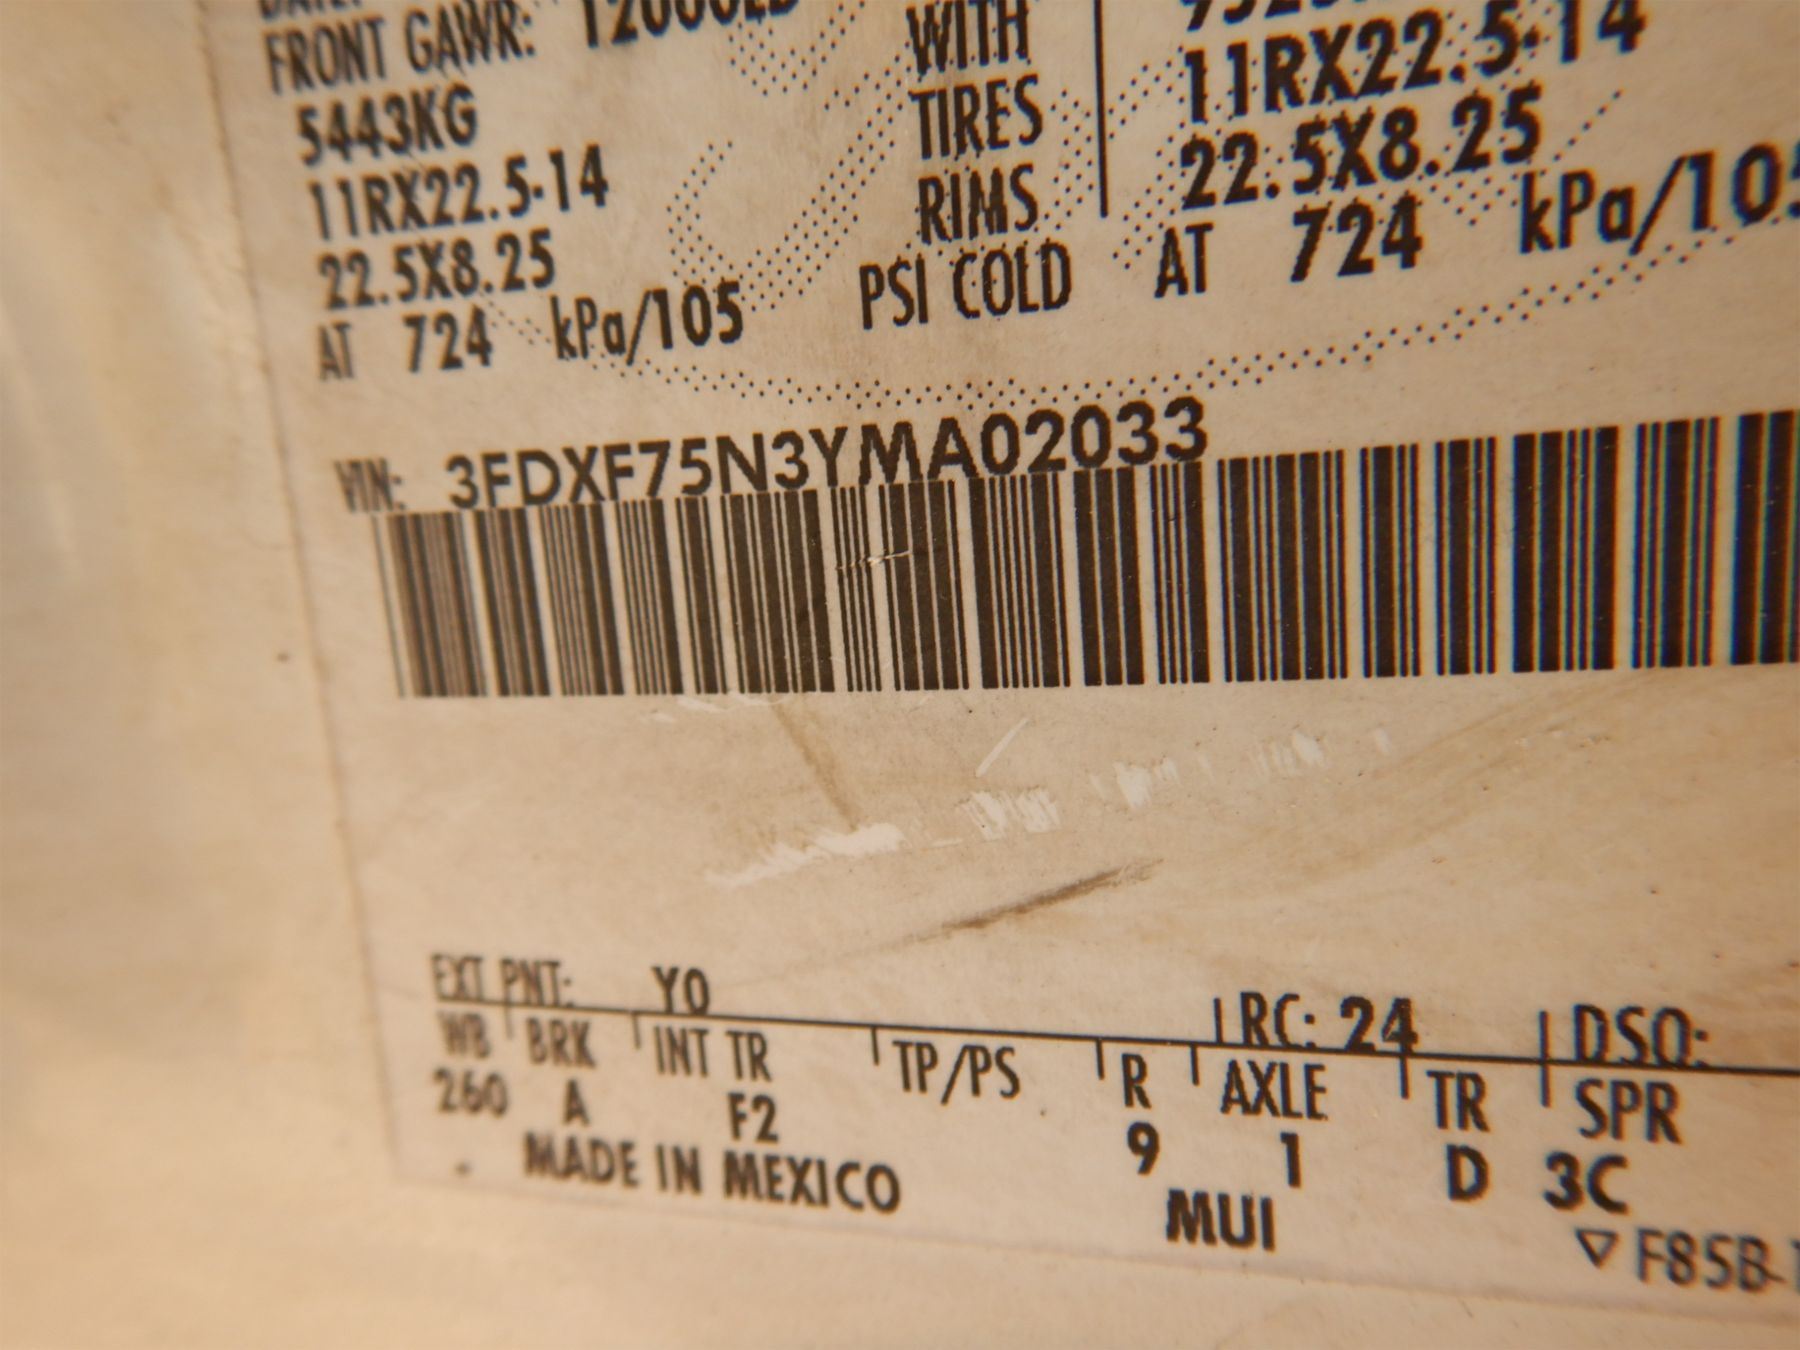 FRONT GAWR: 12000LB
5443KG WITH
11RX22.5-14 TIRES 11RX22.5-14
22.5X8.25 RIMS 22.5X8.25
AT 724 kPa/105 PSI COLD AT 724 kPa/105
VIN: 3FDXF75N3YMA02033
EXT PNT: YO RC: 24 DSO:
WB BRK INT TR TP/PS R AXLE TR SPR
260 A F2 9 1 D 3C
MADE IN MEXICO MUI
▽ F85B-